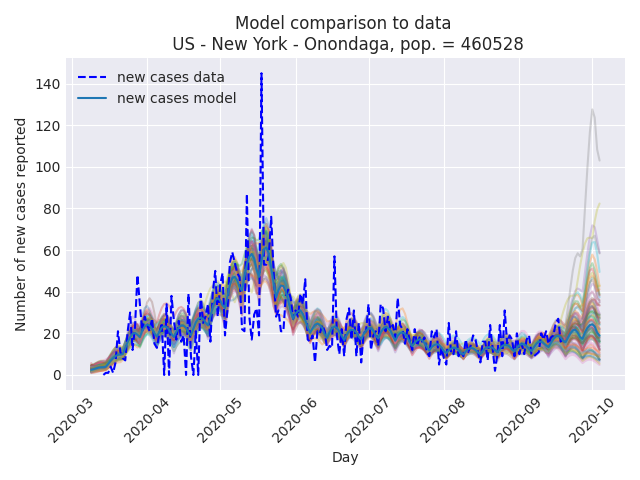 Model comparison to data
US - New York - Onondaga, pop. = 460528
new cases data
new cases model
Number of new cases reported
140
120
100
80
60
40
20
0
2020-03
2020-04
2020-05
2020-06
2020-07
2020-08
2020-09
2020-10
Day